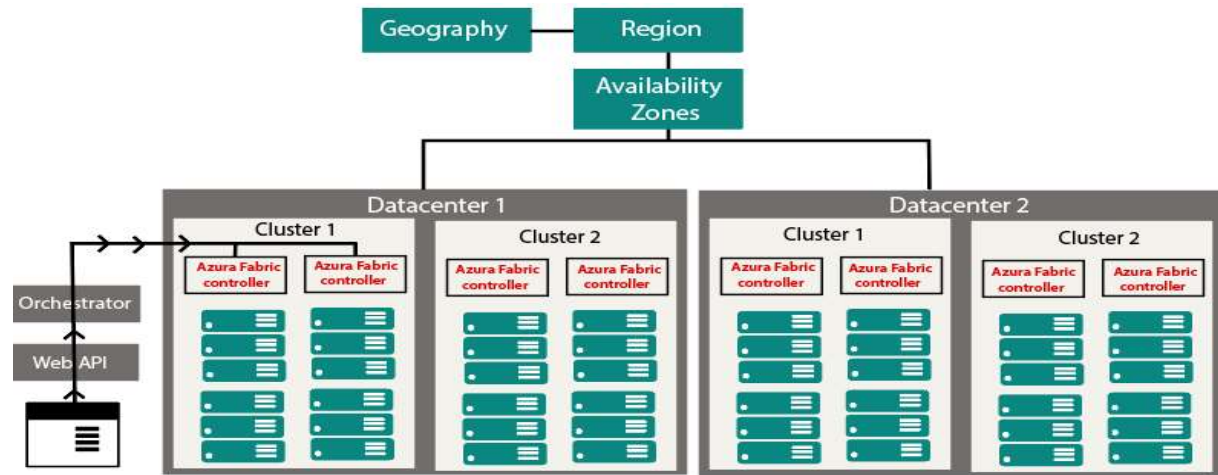 Geography
Region
Availability
Zones
Datacenter 1
Datacenter 2
Cluster 1
Cluster 2
Cluster 1
Cluster 2
Azura Fabric
controller
Azura Fabric
controller
Azura Fabric
controller
Azura Fabric
controller
Azura Fabric
controller
Azura Fabric
controller
Azura Fabric
controller
Azura Fabric
controller
Orchestrator
Web API